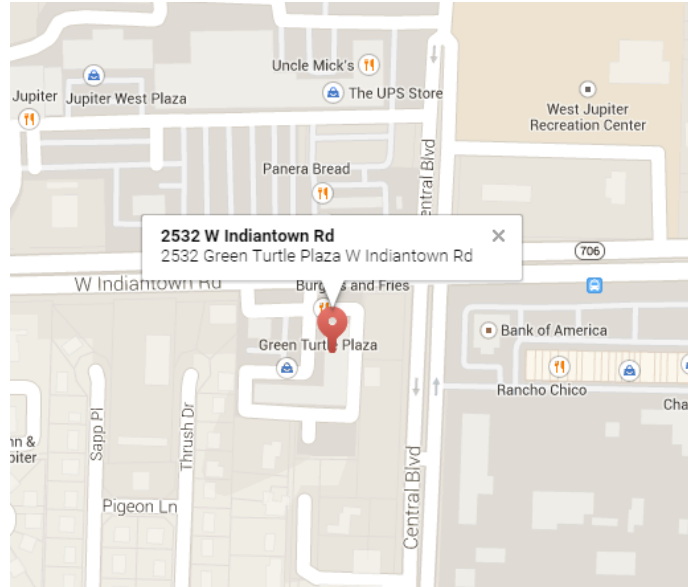 Uncle Mick's
The UPS Store
Jupiter
Jupiter West Plaza
West Jupiter
Recreation Center
Panera Bread
Central Blvd
2532 W Indiantown Rd
2532 Green Turtle Plaza W Indiantown Rd
706
W Indiantown Rd
and Fries
Bank of America
Green Turtle Plaza
Rancho Chico
Sapp Pl
Thrush Dr
Pigeon Ln
Central Blvd